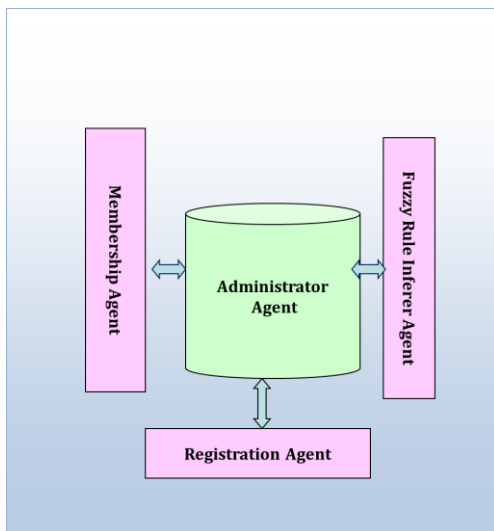 Membership Agent
Administrator
Agent
Fuzzy Rule Inferer Agent
Registration Agent